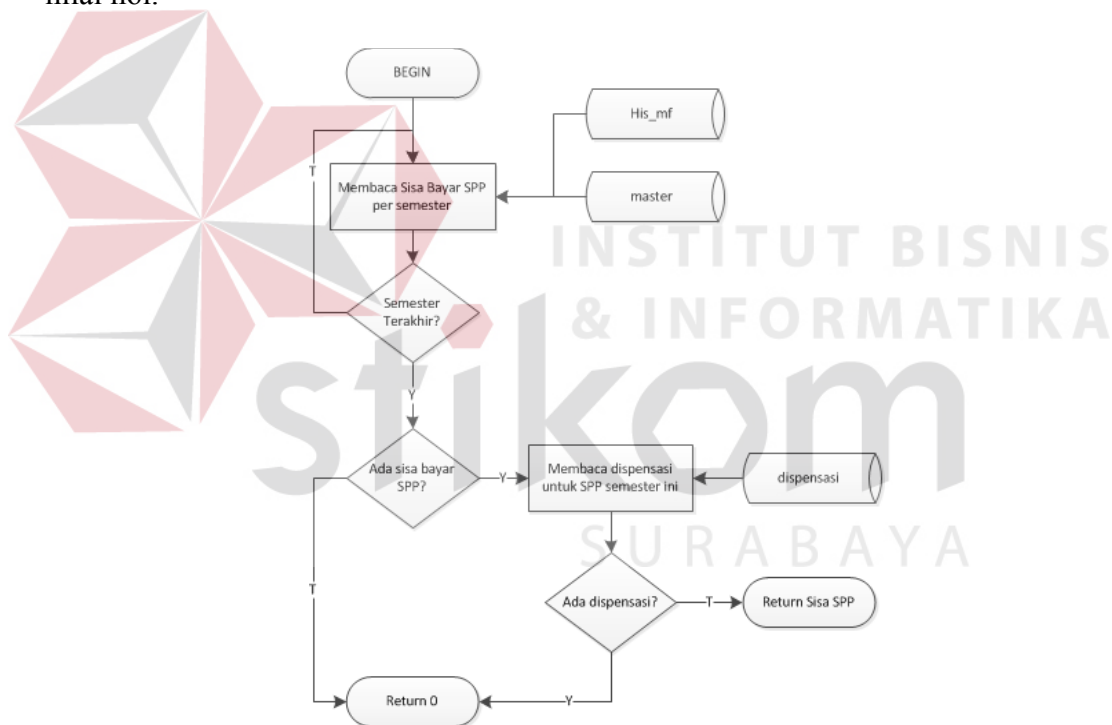 BEGIN
His_mf
T
Membaca Sisa Bayar SPP
per semester
master
INSTITUT BISNIS
& INFORMATIKA
stikom
SURABAYA
Semester
Terakhir?
Y
Ada sisa bayar
SPP?
Y
Membaca dispensasi
untuk SPP semester ini
dispensasi
T
Ada dispensasi?
T
Return Sisa SPP
Return 0
Y